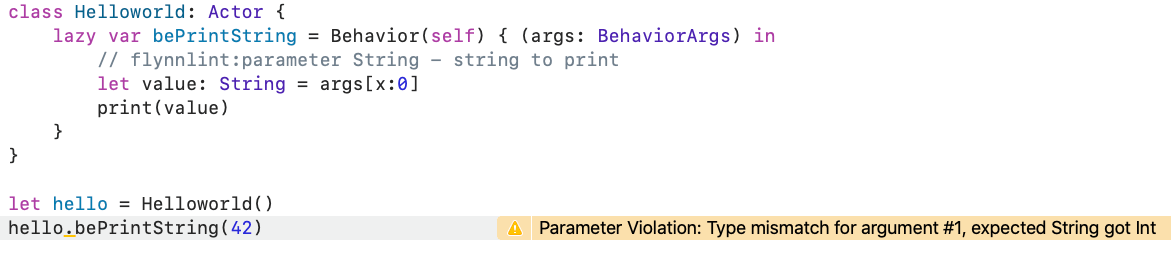 class Helloworld: Actor {
    lazy var bePrintString = Behavior(self) { (args: BehaviorArgs) in
        // flynnlint:parameter String – string to print
        let value: String = args[x:0]
        print(value)
    }
}
let hello = Helloworld()
hello.bePrintString(42) Parameter Violation: Type mismatch for argument #1, expected String got Int